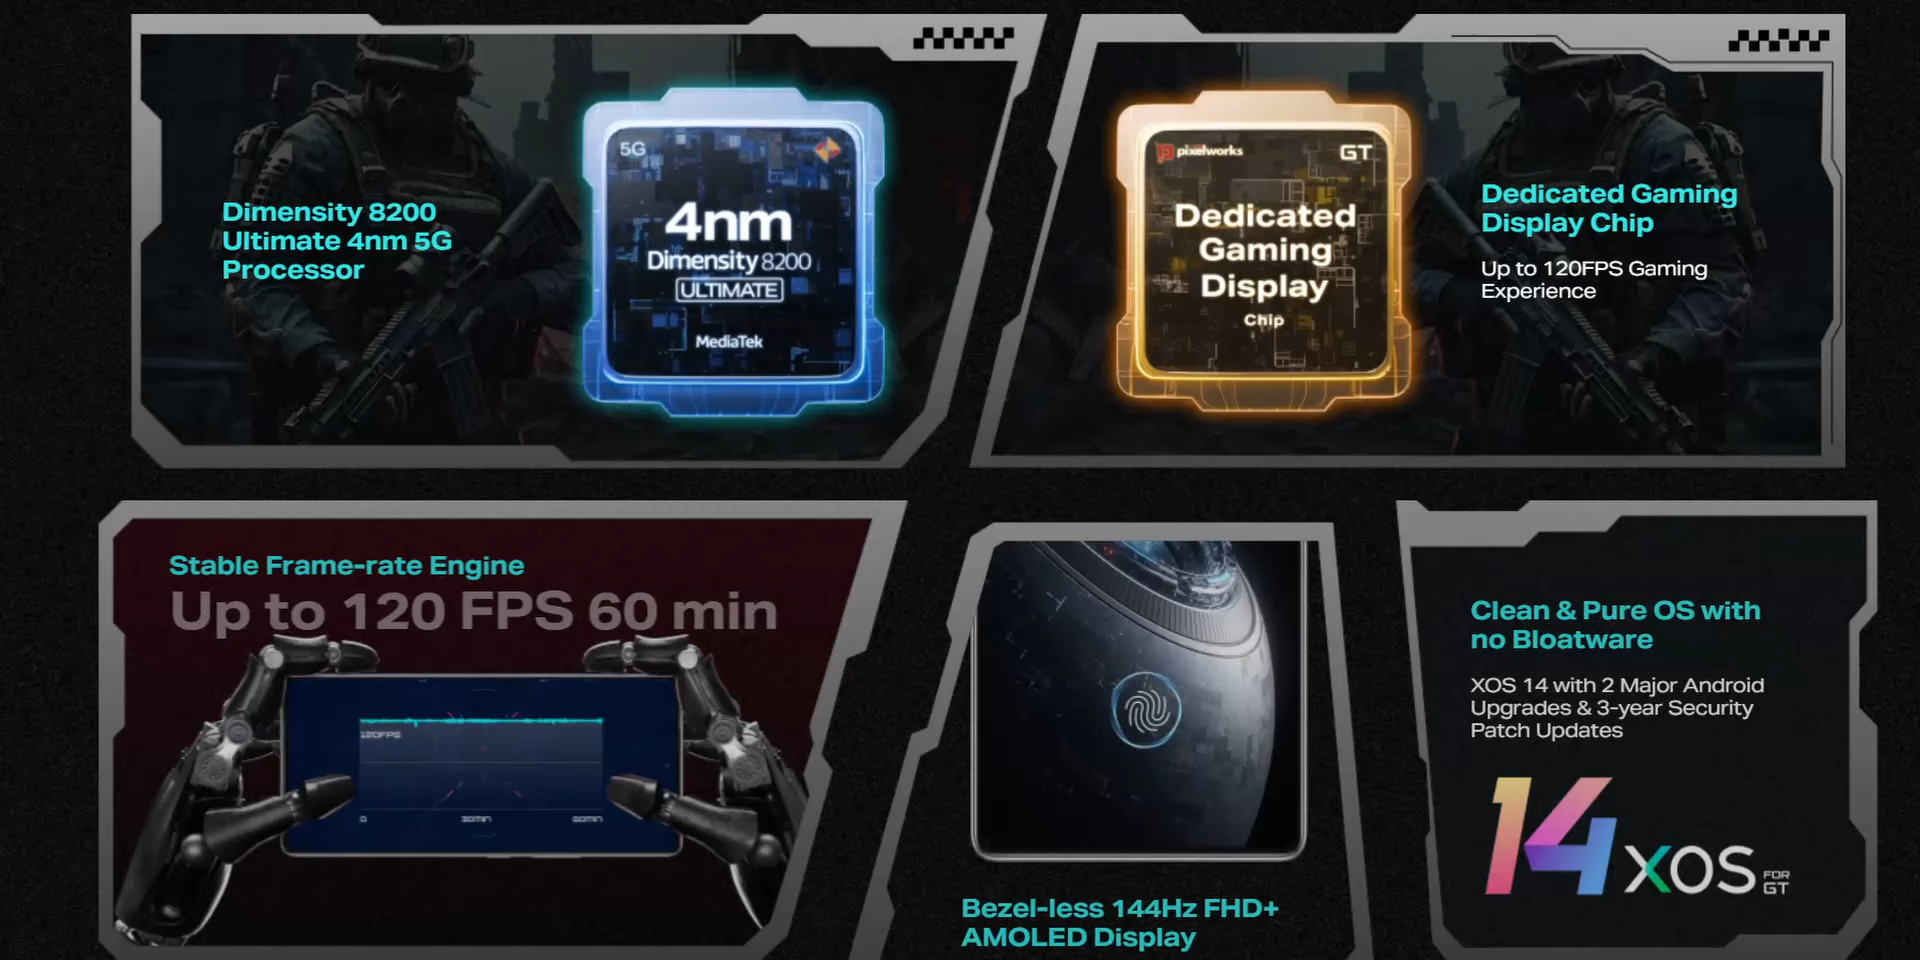 Dimensity 8200
Ultimate 4nm 5G
Processor
5G
4nm
Dimensity 8200
ULTIMATE
MediaTek
pixelworks
GT
Dedicated
Gaming
Display
Chip
Dedicated Gaming
Display Chip
Up to 120FPS Gaming
Experience
Stable Frame-rate Engine
Up to 120 FPS 60 min
120FPS
0
30min
60min
Bezel-less 144Hz FHD+
AMOLED Display
Clean & Pure OS with
no Bloatware
XOS 14 with 2 Major Android
Upgrades & 3-year Security
Patch Updates
14 XOS FOR
GT